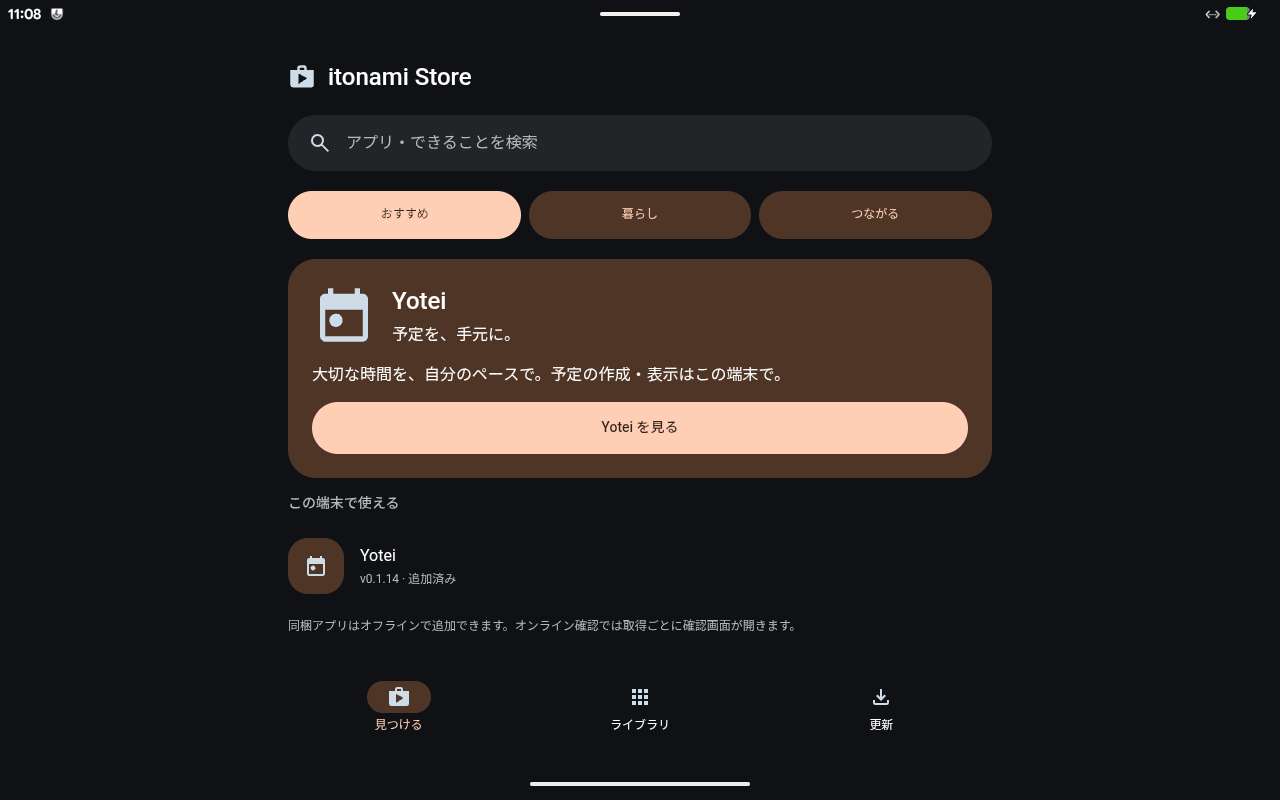 11:08
itonami Store
アプリ・できることを検索
おすすめ
暮らし
つながる
Yotei
予定を、手元に。
大切な時間を、自分のペースで。予定の作成・表示はこの端末で。
Yotei を見る
この端末で使える
Yotei
v0.1.14 · 追加済み
同梱アプリはオフラインで追加できます。オンライン確認では取得ごとに確認画面が開きます。
見つける
ライブラリ
更新